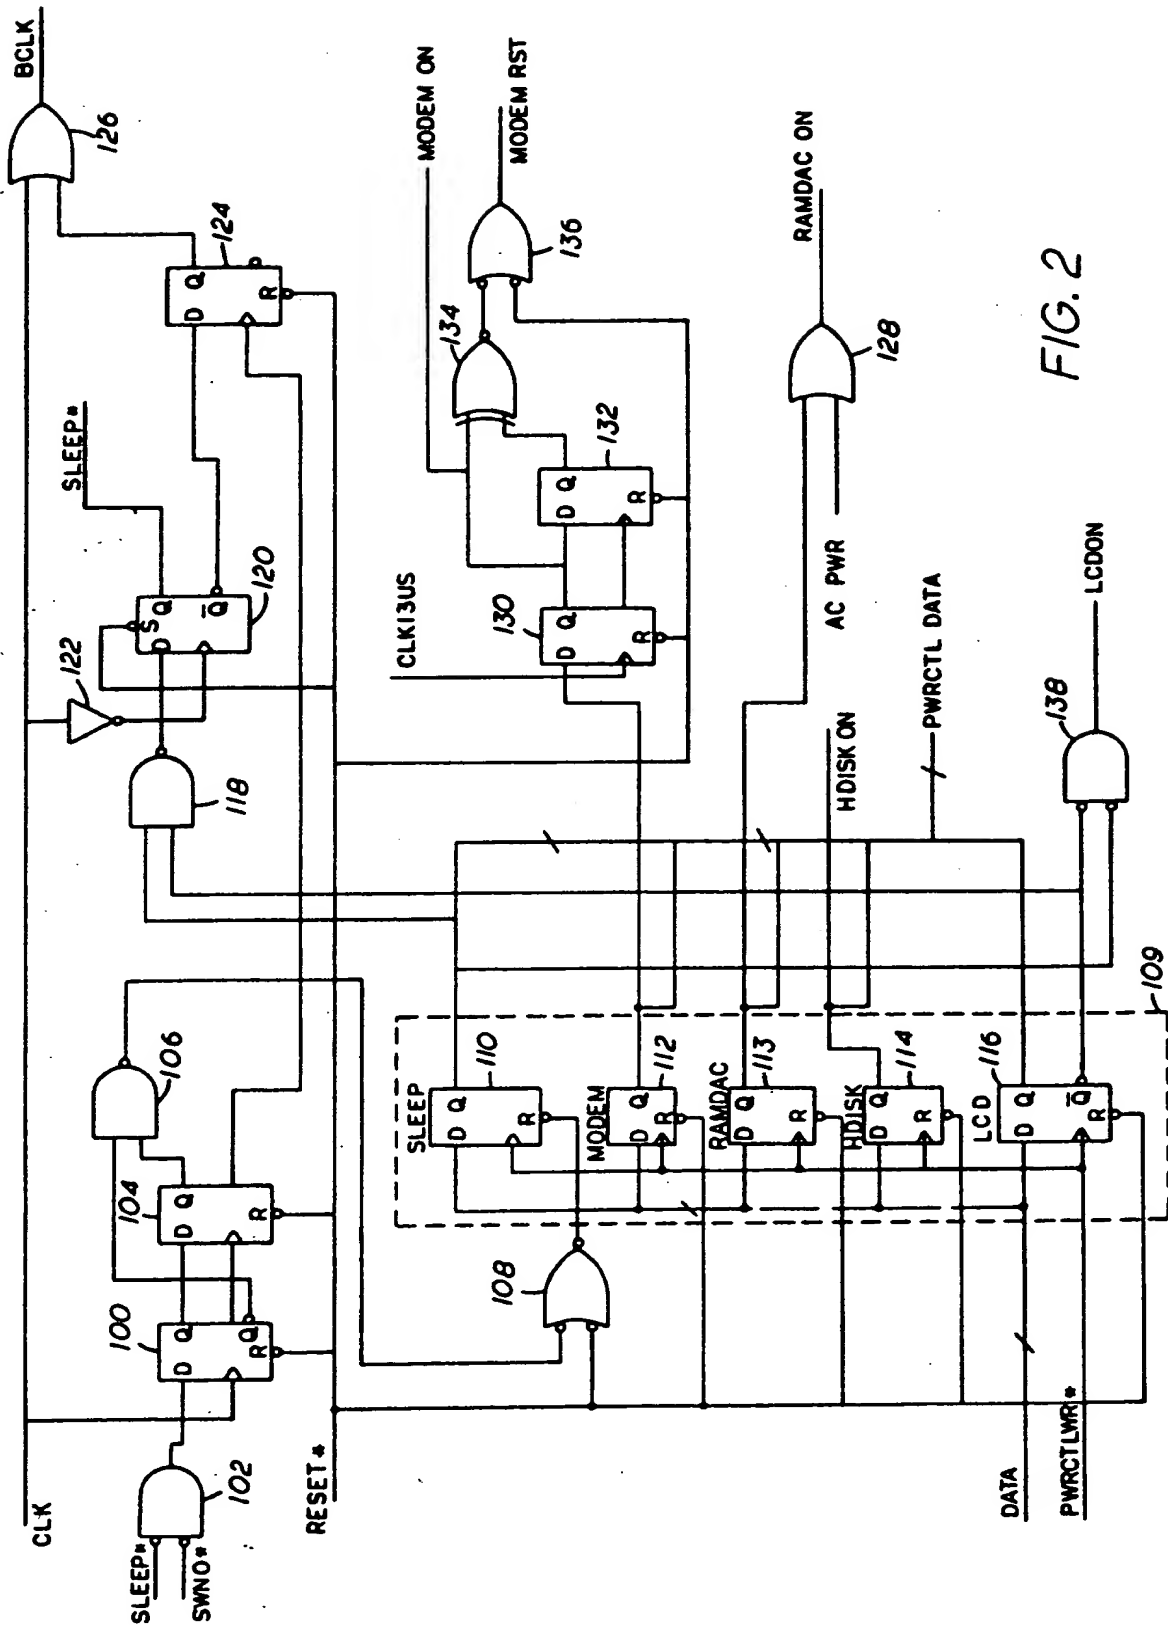 CLK
SLEEP*
SWNO*
102
RESET*
100
D Q
Q
R
104
D Q
R
106
108
118
122
S
D Q
Q
120
SLEEP*
D Q
R
124
126
BCLK
109
SLEEP
110
D Q
R
MODEM
112
D Q
R
RAMDAC
113
D Q
R
HDISK
114
D Q
R
LCD
116
D Q
Q
R
DATA
PWRCTLWR*
CLK13US
130
D Q
R
132
D Q
R
134
136
MODEM ON
MODEM RST
RAMDAC ON
128
AC PWR
HDISK ON
PWRCTL DATA
138
LCDON
FIG. 2